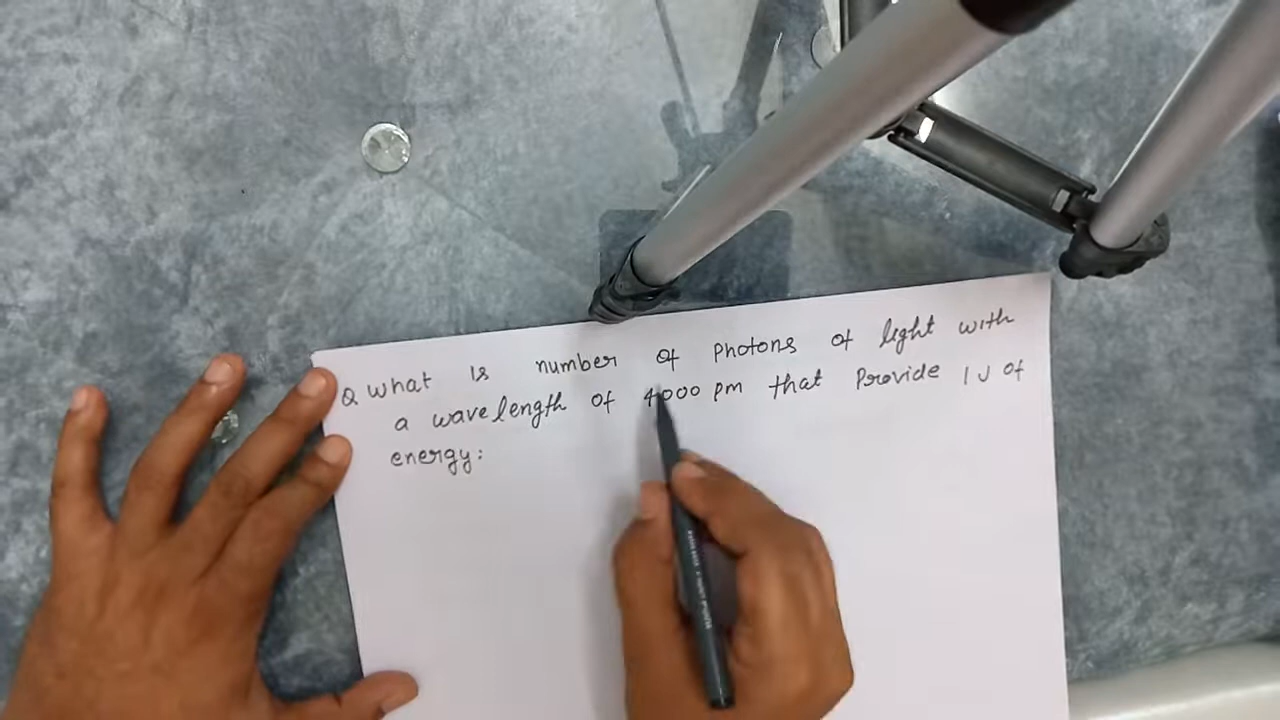 Q What is number of Photons of light with
a wavelength of 4000 pm that Provide 1J of
energy: